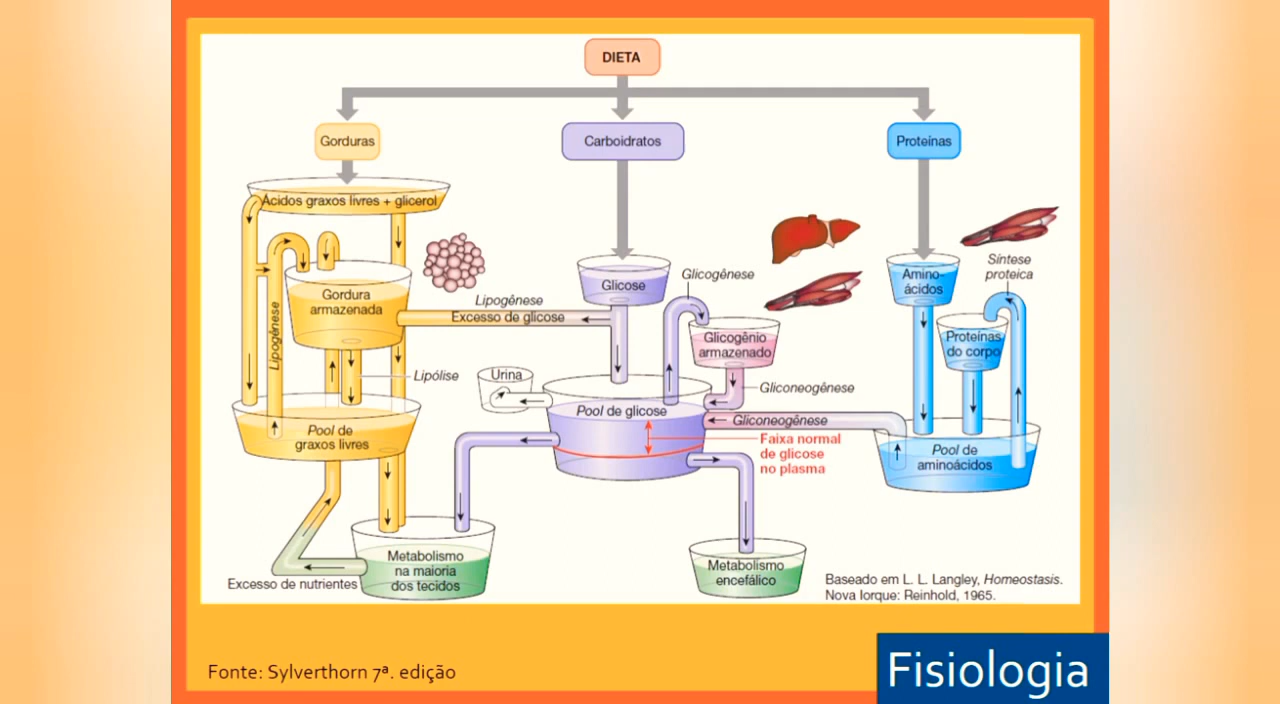 DIETA
Gorduras
Carboidratos
Proteínas
Ácidos graxos livres + glicerol
Gordura
armazenada
Lipogênese
Lipólise
Pool de
graxos livres
Lipogênese
Excesso de glicose
Glicose
Glicogênese
Glicogênio
armazenado
Gliconeogênese
Urina
Pool de glicose
Gliconeogênese
Faixa normal
de glicose
no plasma
Amino-
ácidos
Síntese
proteica
Proteínas
do corpo
Pool de
aminoácidos
Metabolismo
na maioria
dos tecidos
Excesso de nutrientes
Metabolismo
encefálico
Baseado em L. L. Langley, Homeostasis.
Nova Iorque: Reinhold, 1965.
Fonte: Sylverthorn 7ª. edição
Fisiologia